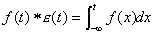 f(t) * ε(t) = ∫_{-∞}^{t} f(x)dx